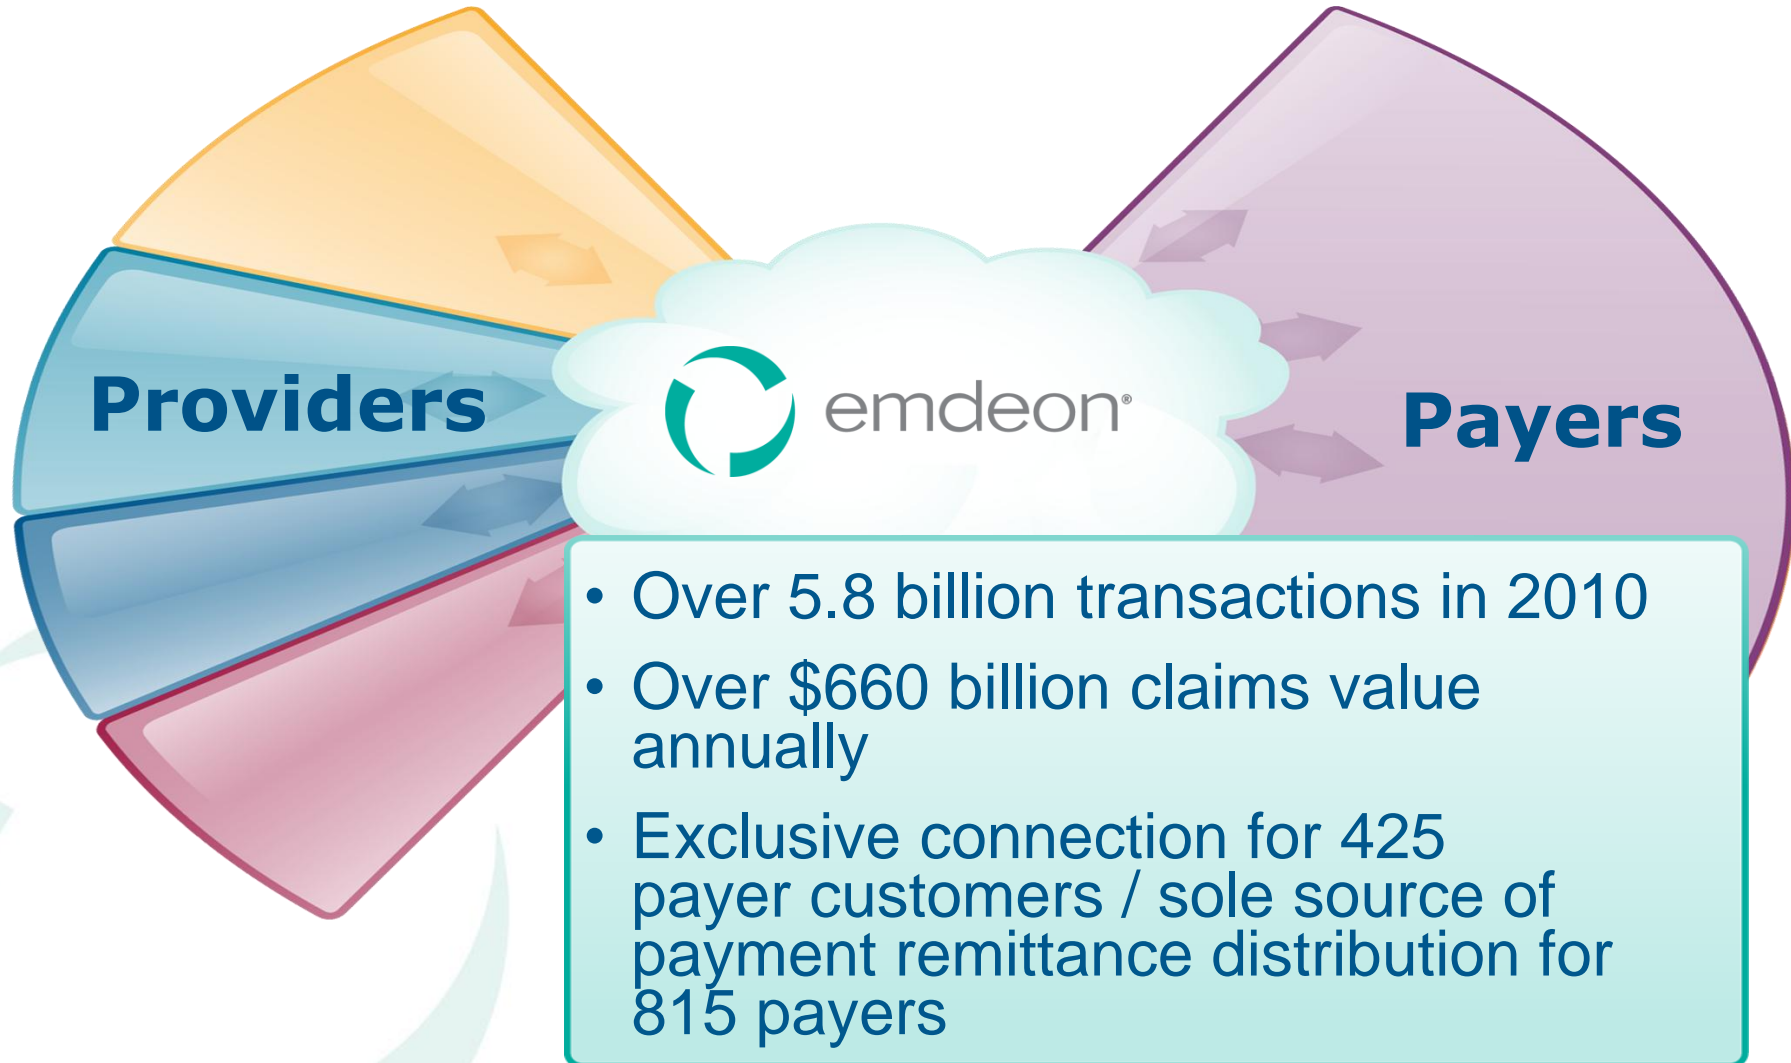 Providers
emdeon®
Payers
• Over 5.8 billion transactions in 2010
• Over $660 billion claims value
annually
• Exclusive connection for 425
payer customers / sole source of
payment remittance distribution for
815 payers